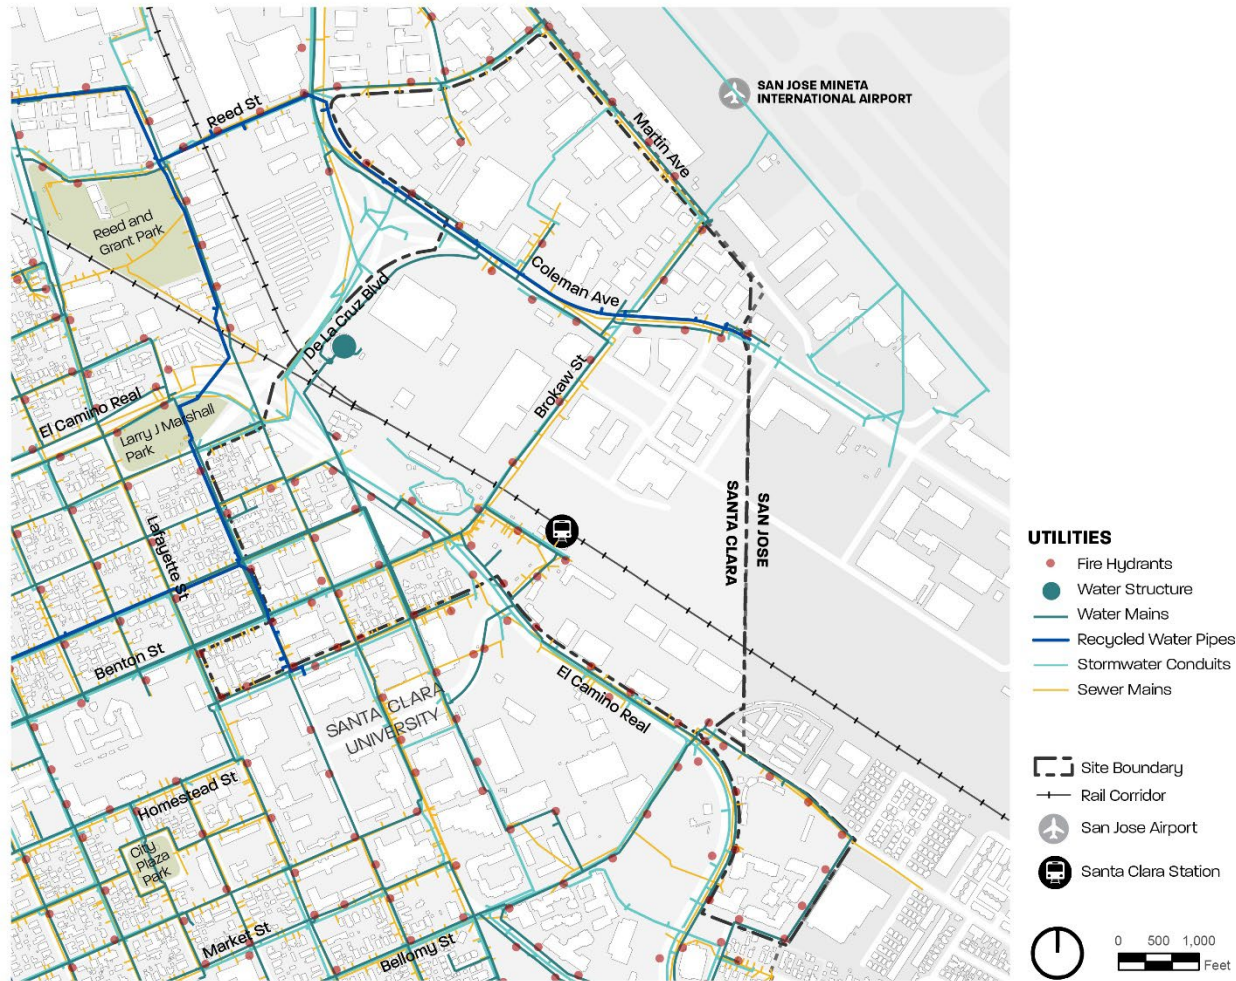 SAN JOSE MINETA
INTERNATIONAL AIRPORT
Reed St
Martin Ave
Reed and
Grant Park
De La Cruz Blvd
Coleman Ave
Brokaw St
El Camino Real
Larry J Marshall
Park
Lafayette St
SANTA CLARA
SAN JOSE
Benton St
El Camino Real
SANTA CLARA
UNIVERSITY
Homestead St
City
Plaza
Park
Market St
Bellomy St
UTILITIES
Fire Hydrants
Water Structure
Water Mains
Recycled Water Pipes
Stormwater Conduits
Sewer Mains
Site Boundary
Rail Corridor
San Jose Airport
Santa Clara Station
0 500 1,000
Feet